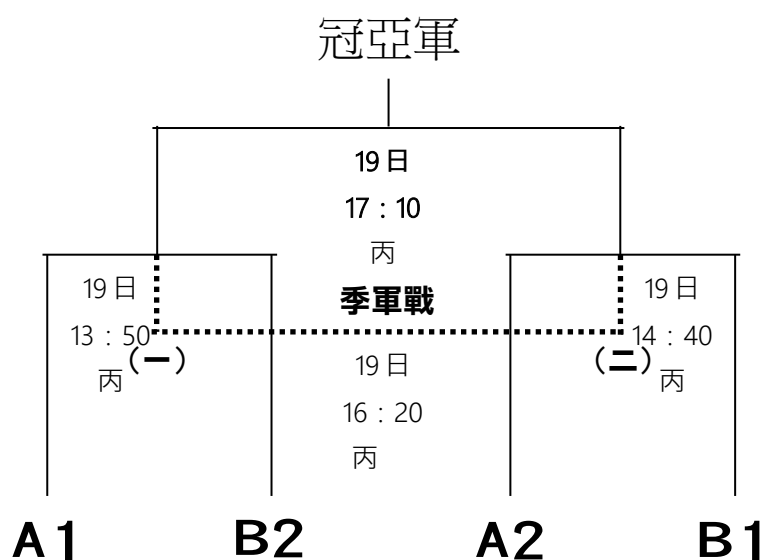 冠亞軍
19日
17：10
丙
季軍戰
19日
13：50
(一)
丙
19日
14：40
(二)
丙
19日
16：20
丙
A1
B2
A2
B1